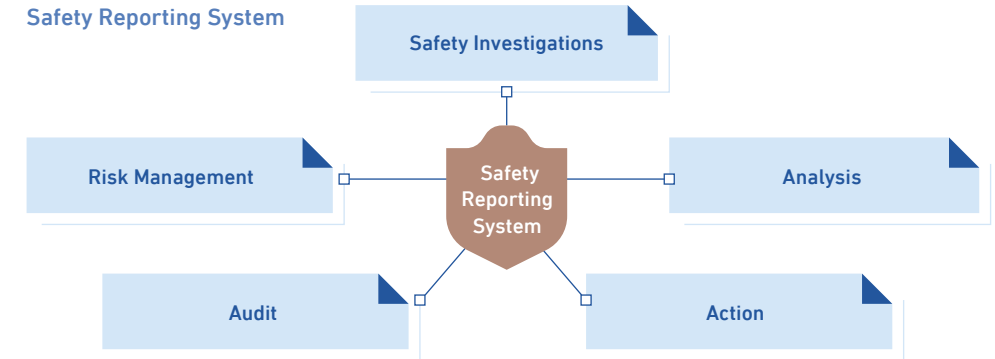 Safety Reporting System
Safety Investigations
Risk Management
Safety
Reporting
System
Analysis
Audit
Action